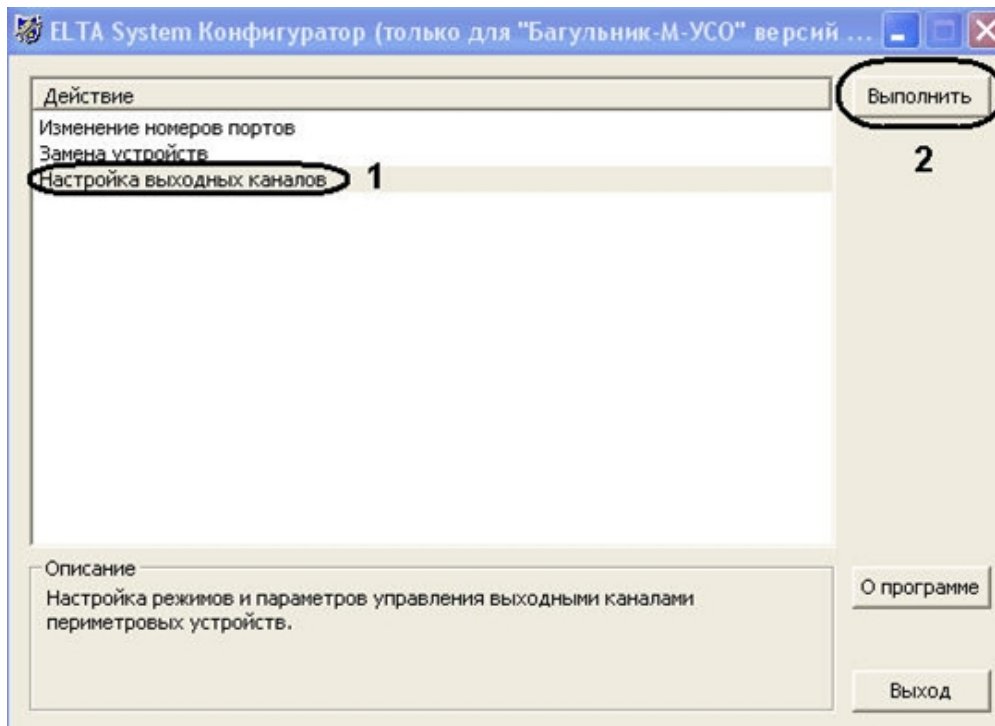 ELTA System Конфигуратор (только для "Багульник-М-УСО" версий ...
Действие
Выполнить
Изменение номеров портов
Замена устройств
Настройка выходных каналов
1
2
Описание
Настройка режимов и параметров управления выходными каналами
периметровых устройств.
О программе
Выход